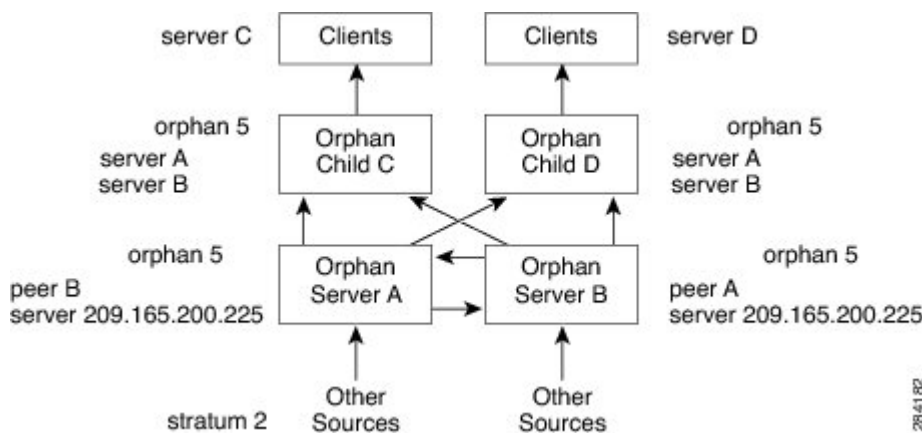 server C
Clients
Clients
server D
orphan 5
server A
server B
Orphan
Child C
Orphan
Child D
orphan 5
server A
server B
orphan 5
peer B
server 209.165.200.225
Orphan
Server A
Orphan
Server B
orphan 5
peer A
server 209.165.200.225
stratum 2
Other
Sources
Other
Sources
284182